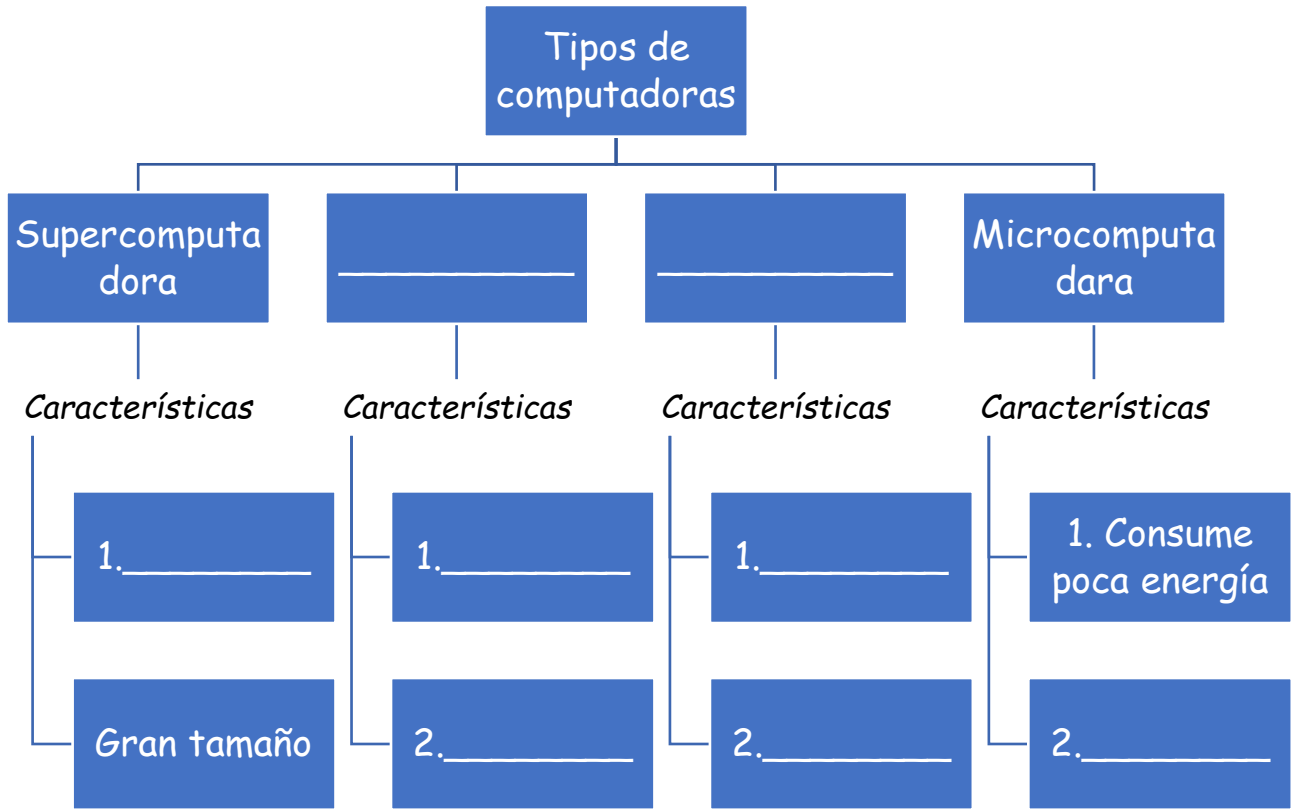 Tipos de
computadoras
Supercomputa
dora
__________
__________
Microcomputa
dara
Características
Características
Características
Características
1.________
1.________
1.________
1. Consume
poca energía
Gran tamaño
2.________
2.________
2.________